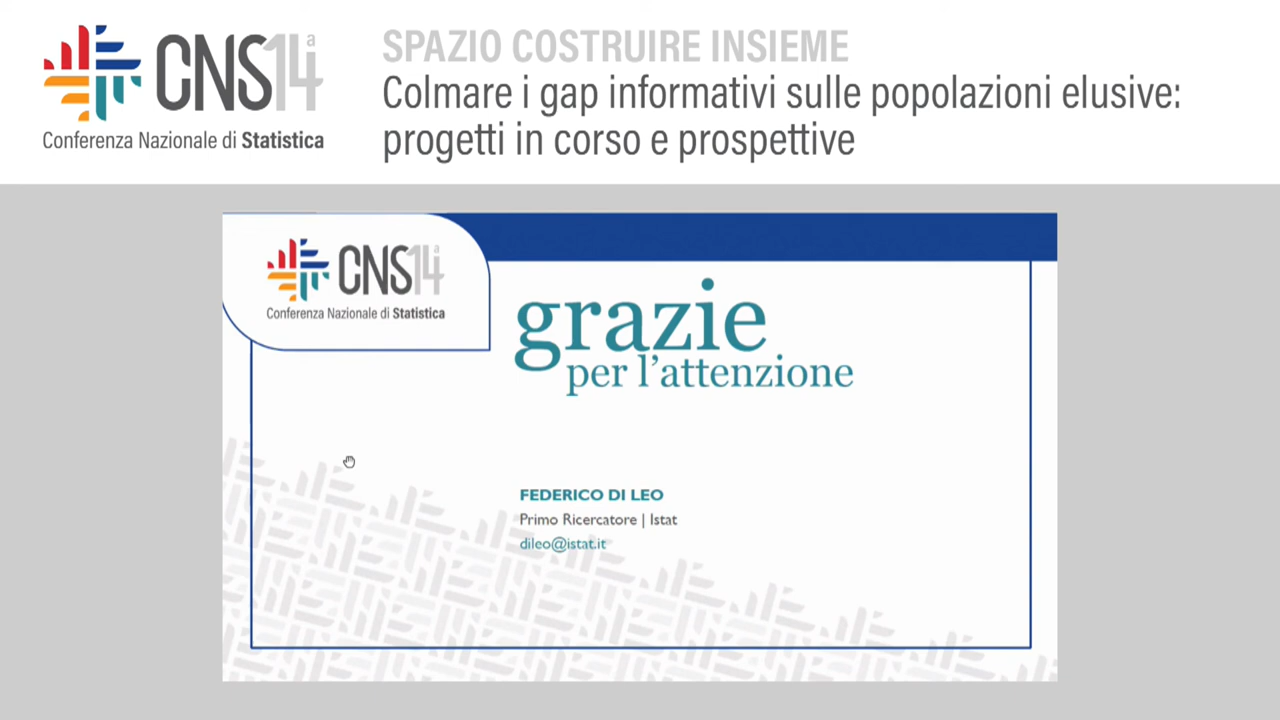 CNS14ª
Conferenza Nazionale di Statistica
SPAZIO COSTRUIRE INSIEME
Colmare i gap informativi sulle popolazioni elusive:
progetti in corso e prospettive
CNS14ª
Conferenza Nazionale di Statistica
grazie
per l’attenzione
FEDERICO DI LEO
Primo Ricercatore | Istat
dileo@istat.it